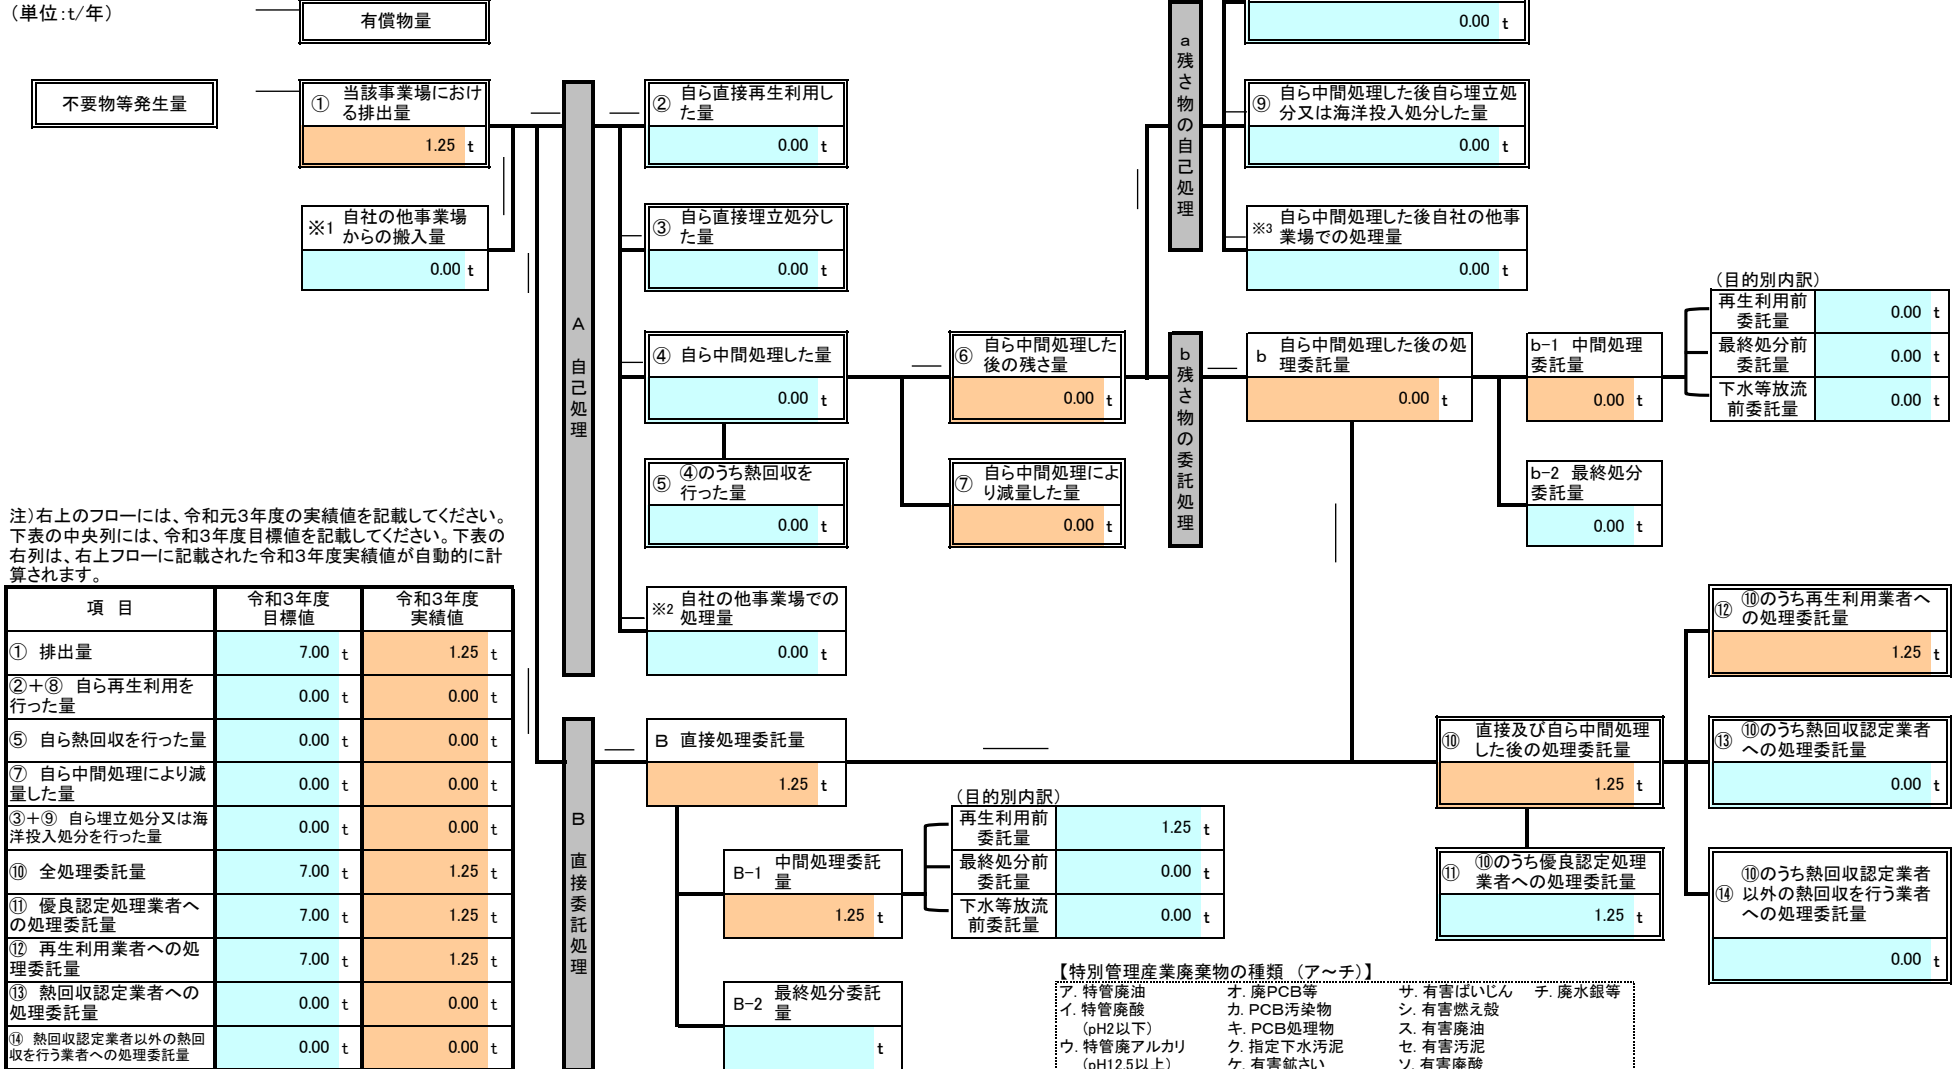 (単位:t/年)
有償物量
不要物等発生量
① 当該事業場におけ
る排出量
1.25 t
※1 自社の他事業場
からの搬入量
0.00 t
A 自己処理
② 自ら直接再生利用し
た量
0.00 t
③ 自ら直接埋立処分し
た量
0.00 t
④ 自ら中間処理した量
0.00 t
⑤ ④のうち熱回収を
行った量
0.00 t
※2 自社の他事業場での
処理量
0.00 t
⑥ 自ら中間処理した
後の残さ量
0.00 t
⑦ 自ら中間処理によ
り減量した量
0.00 t
a 残さ物の自己処理
0.00 t
⑨ 自ら中間処理した後自ら埋立処
分又は海洋投入処分した量
0.00 t
※3 自ら中間処理した後自社の他事
業場での処理量
0.00 t
b 残さ物の委託処理
b 自ら中間処理した後の処
理委託量
0.00 t
b-1 中間処理
委託量
0.00 t
b-2 最終処分
委託量
0.00 t
(目的別内訳)
再生利用前
委託量
0.00 t
最終処分前
委託量
0.00 t
下水等放流
前委託量
0.00 t
注)右上のフローには、令和元3年度の実績値を記載してください。
下表の中央列には、令和3年度目標値を記載してください。下表の
右列は、右上フローに記載された令和3年度実績値が自動的に計
算されます。
項 目
令和3年度
目標値
令和3年度
実績値
① 排出量 7.00 t 1.25 t
②+⑧ 自ら再生利用を
行った量 0.00 t 0.00 t
⑤ 自ら熱回収を行った量 0.00 t 0.00 t
⑦ 自ら中間処理により減
量した量 0.00 t 0.00 t
③+⑨ 自ら埋立処分又は海
洋投入処分を行った量 0.00 t 0.00 t
⑩ 全処理委託量 7.00 t 1.25 t
⑪ 優良認定処理業者へ
の処理委託量 7.00 t 1.25 t
⑫ 再生利用業者への処
理委託量 7.00 t 1.25 t
⑬ 熱回収認定業者への
処理委託量 0.00 t 0.00 t
⑭ 熱回収認定業者以外の熱回
収を行う業者への処理委託量 0.00 t 0.00 t
B 直接委託処理
B 直接処理委託量
1.25 t
B-1 中間処理委託
量
1.25 t
B-2 最終処分委託
量
t
(目的別内訳)
再生利用前
委託量
1.25 t
最終処分前
委託量
0.00 t
下水等放流
前委託量
0.00 t
⑩ 直接及び自ら中間処理
した後の処理委託量
1.25 t
⑪ ⑩のうち優良認定処理
業者への処理委託量
1.25 t
⑫ ⑩のうち再生利用業者へ
の処理委託量
1.25 t
⑬ ⑩のうち熱回収認定業者
への処理委託量
0.00 t
⑭ ⑩のうち熱回収認定業者
以外の熱回収を行う業者
への処理委託量
0.00 t
【特別管理産業廃棄物の種類 (ア~チ)】
ア. 特管廃油 オ. 廃PCB等 サ. 有害ばいじん チ. 廃水銀等
イ. 特管廃酸 カ. PCB汚染物 シ. 有害燃え殻
(pH2以下) キ. PCB処理物 ス. 有害廃油
ウ. 特管廃アルカリ ク. 指定下水汚泥 セ. 有害汚泥
(pH12.5以上) ケ. 有害鉱さい ソ. 有害廃酸